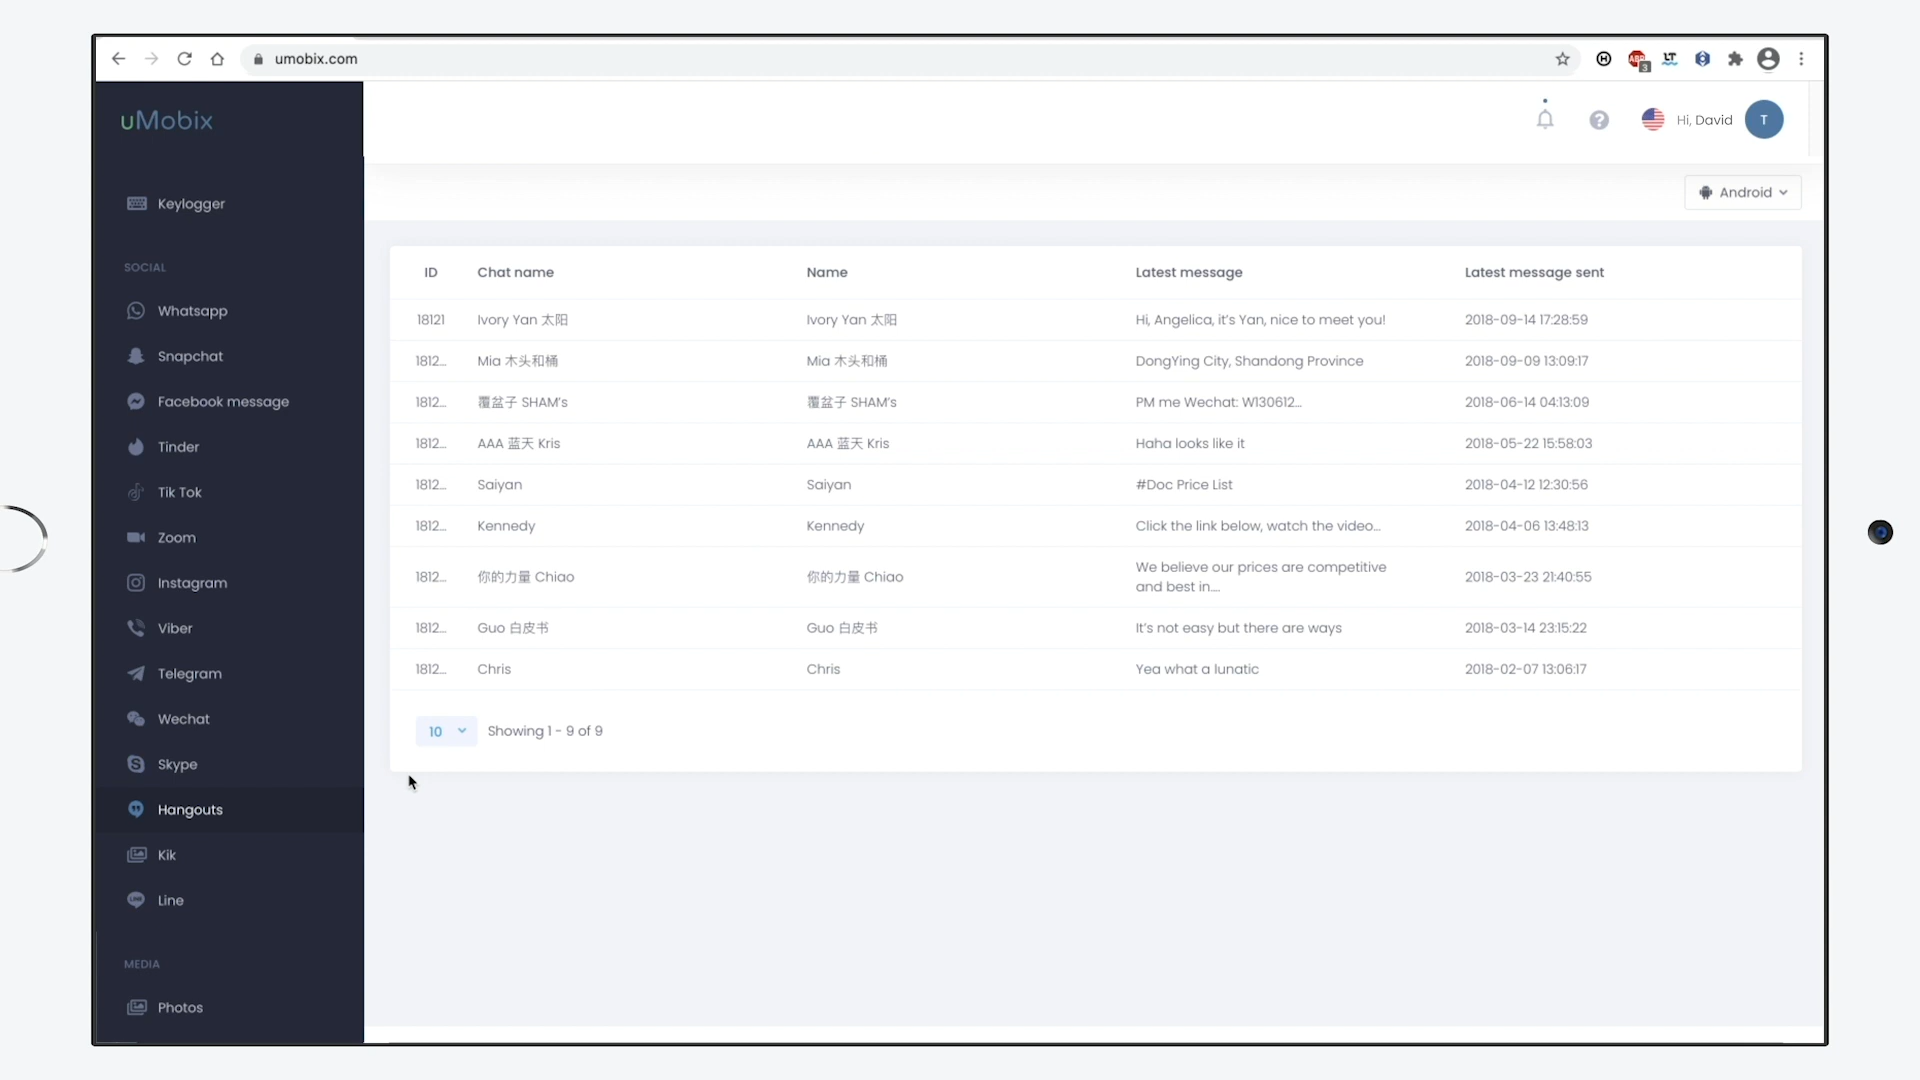 umobix.com
ABP
3
LT
uMobix
Hi, David
T
Android
Keylogger
SOCIAL
Whatsapp
Snapchat
Facebook message
Tinder
Tik Tok
Zoom
Instagram
Viber
Telegram
Wechat
Skype
Hangouts
Kik
Line
MEDIA
Photos
ID Chat name Name Latest message Latest message sent
18121 Ivory Yan 太阳 Ivory Yan 太阳 Hi, Angelica, it's Yan, nice to meet you! 2018-09-14 17:28:59
1812... Mia 木头和桶 Mia 木头和桶 DongYing City, Shandong Province 2018-09-09 13:09:17
1812... 覆盆子 SHAM's 覆盆子 SHAM's PM me Wechat: W130612... 2018-06-14 04:13:09
1812... AAA 蓝天 Kris AAA 蓝天 Kris Haha looks like it 2018-05-22 15:58:03
1812... Saiyan Saiyan #Doc Price List 2018-04-12 12:30:56
1812... Kennedy Kennedy Click the link below, watch the video... 2018-04-06 13:48:13
1812... 你的力量 Chiao 你的力量 Chiao We believe our prices are competitive 2018-03-23 21:40:55
and best in....
1812... Guo 白皮书 Guo 白皮书 It's not easy but there are ways 2018-03-14 23:15:22
1812... Chris Chris Yea what a lunatic 2018-02-07 13:06:17
10 Showing 1 - 9 of 9